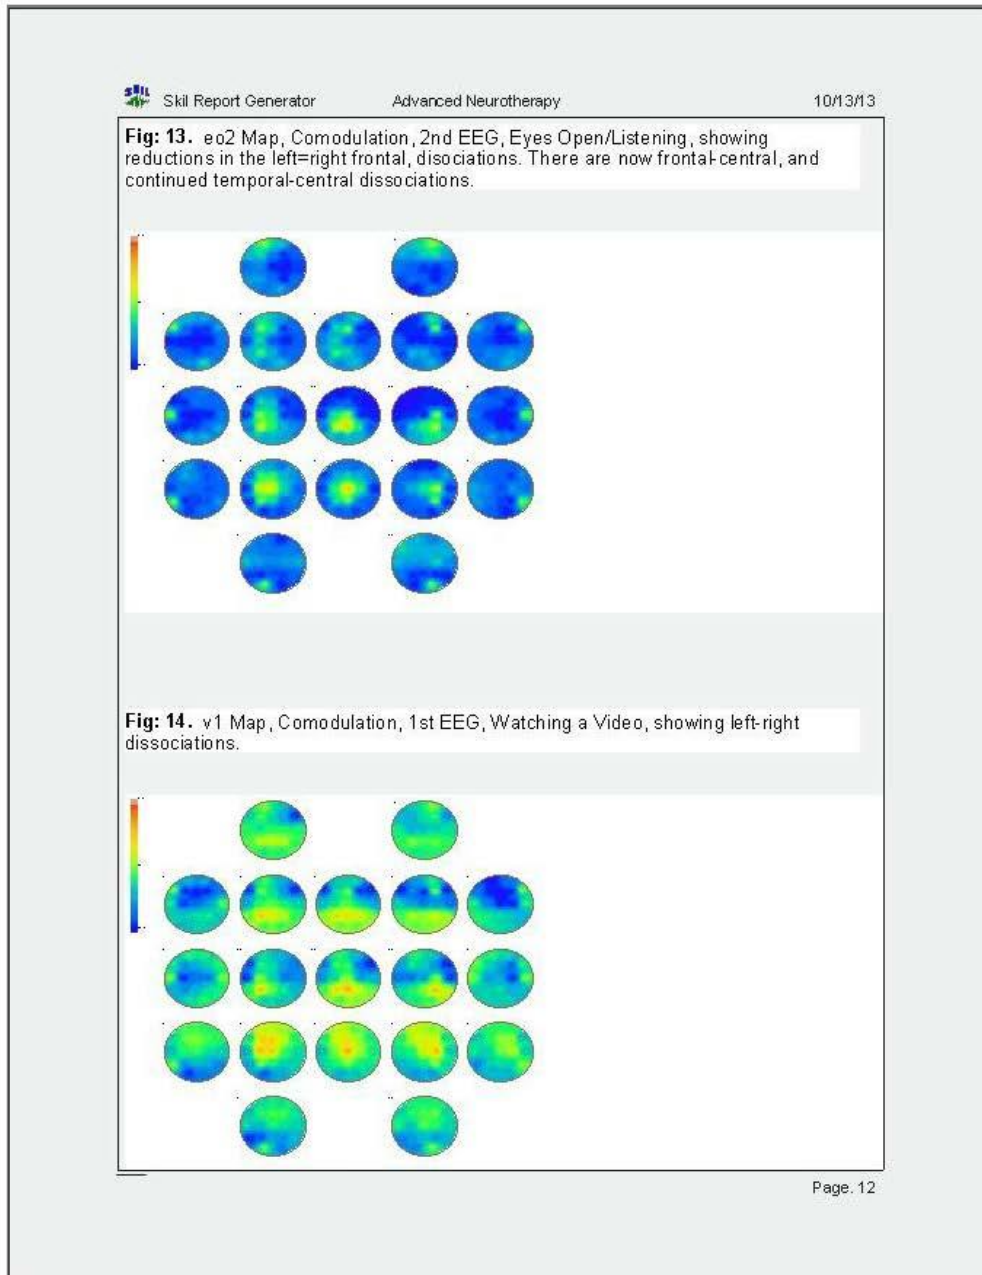 SKIL
Skil Report Generator Advanced Neurotherapy 10/13/13
Fig: 13. eo2 Map, Comodulation, 2nd EEG, Eyes Open/Listening, showing
reductions in the left=right frontal, disociations. There are now frontal-central, and
continued temporal-central dissociations.
Fig: 14. v1 Map, Comodulation, 1st EEG, Watching a Video, showing left-right
dissociations.
Page. 12